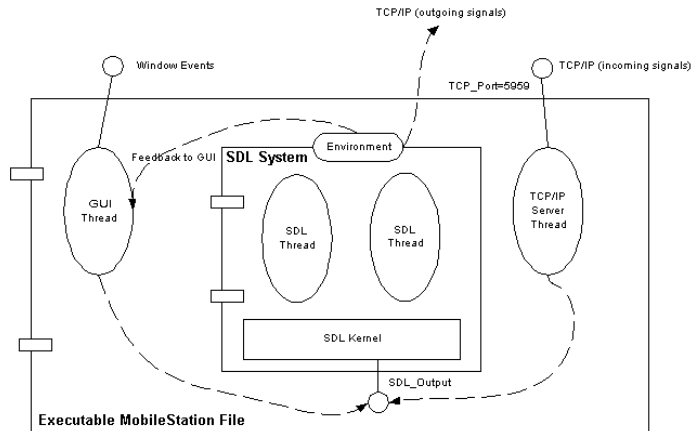 TCP/IP (outgoing signals)
Window Events
TCP/IP (incoming signals)
TCP_Port=5959
Environment
Feedback to GUI
SDL System
GUI
Thread
SDL
Thread
SDL
Thread
TCP/IP
Server
Thread
SDL Kernel
SDL_Output
Executable MobileStation File